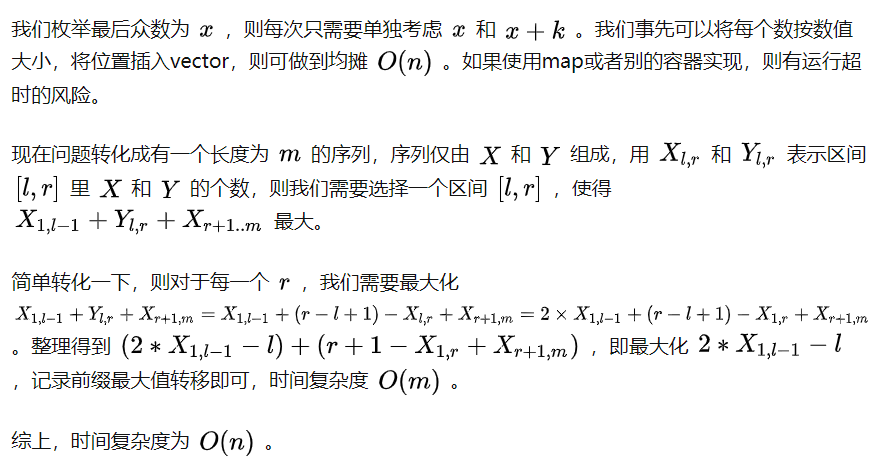 我们枚举最后众数为 x ，则每次只需要单独考虑 x 和 x + k 。我们事先可以将每个数按数值
大小，将位置插入vector，则可做到均摊 O(n) 。如果使用map或者别的容器实现，则有运行超
时的风险。
现在问题转化成有一个长度为 m 的序列，序列仅由 X 和 Y 组成，用 X_{l,r} 和 Y_{l,r} 表示区间
[l, r] 里 X 和 Y 的个数，则我们需要选择一个区间 [l, r] ，使得
X_{1,l−1} + Y_{l,r} + X_{r+1..m} 最大。
简单转化一下，则对于每一个 r ，我们需要最大化
X_{1,l−1} + Y_{l,r} + X_{r+1,m} = X_{1,l−1} + (r − l + 1) − X_{l,r} + X_{r+1,m} = 2 × X_{1,l−1} + (r − l + 1) − X_{1,r} + X_{r+1,m}
。整理得到 (2 ∗ X_{1,l−1} − l) + (r + 1 − X_{1,r} + X_{r+1,m}) ，即最大化 2 ∗ X_{1,l−1} − l
，记录前缀最大值转移即可，时间复杂度 O(m) 。
综上，时间复杂度为 O(n) 。